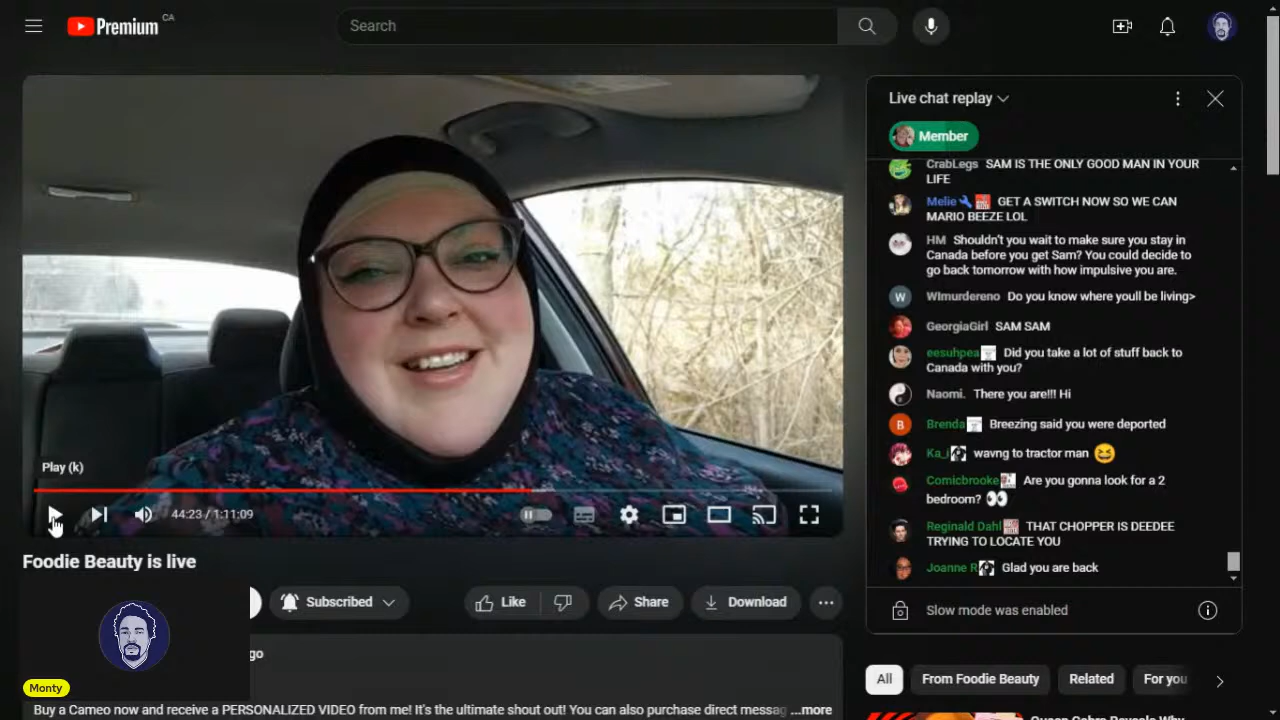 Premium CA
Search
Live chat replay
Member
CrabLegs SAM IS THE ONLY GOOD MAN IN YOUR
LIFE
Melie GET A SWITCH NOW SO WE CAN
MARIO BEEZE LOL
HM Shouldn't you wait to make sure you stay in
Canada before you get Sam? You could decide to
go back tomorrow with how impulsive you are.
W WImurdereno Do you know where youll be living>
GeorgiaGirl SAM SAM
eesuhpea Did you take a lot of stuff back to
Canada with you?
Naomi. There you are!!! Hi
B Brenda Breezing said you were deported
Ka_i wavng to tractor man
Comicbrooke Are you gonna look for a 2
bedroom?
Reginald Dahl THAT CHOPPER IS DEEDEE
TRYING TO LOCATE YOU
Joanne R Glad you are back
Slow mode was enabled
Play (k)
44:23 / 1:11:09
Foodie Beauty is live
Subscribed
Like
Share
Download
go
Monty
Buy a Cameo now and receive a PERSONALIZED VIDEO from me! It's the ultimate shout out! You can also purchase direct messag ...more
All
From Foodie Beauty
Related
For you